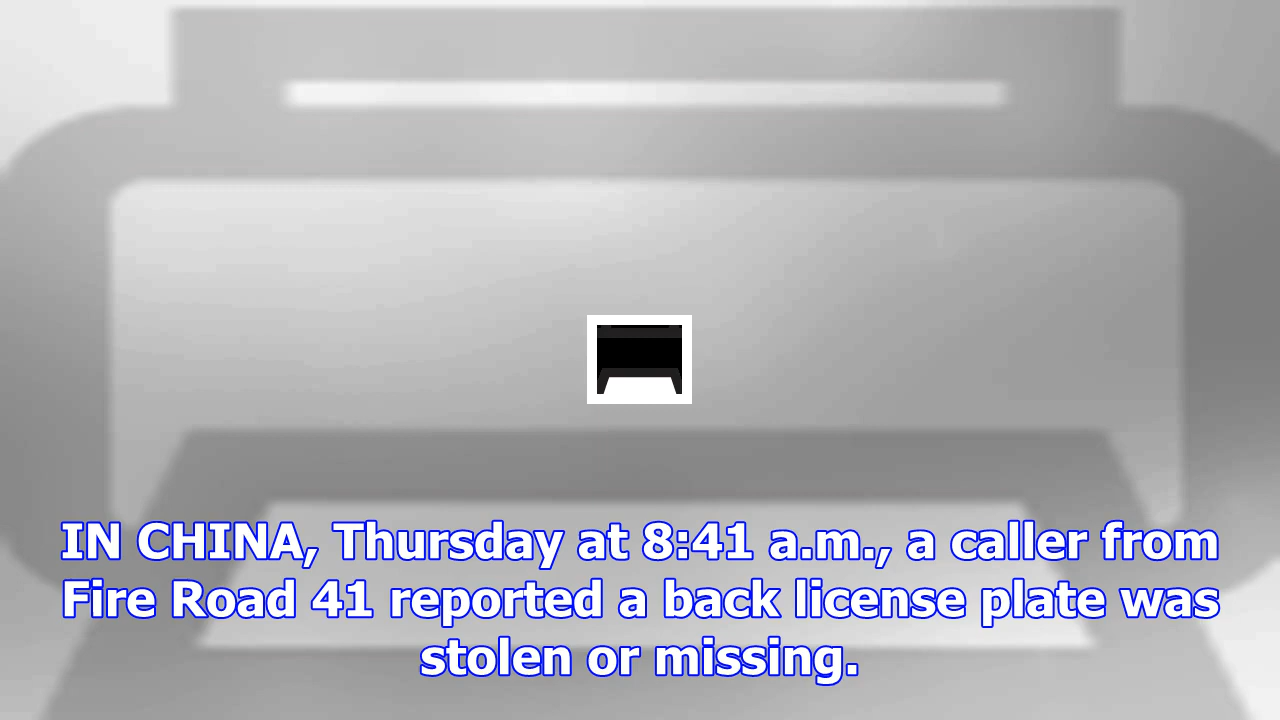 IN CHINA, Thursday at 8:41 a.m., a caller from
Fire Road 41 reported a back license plate was
stolen or missing.